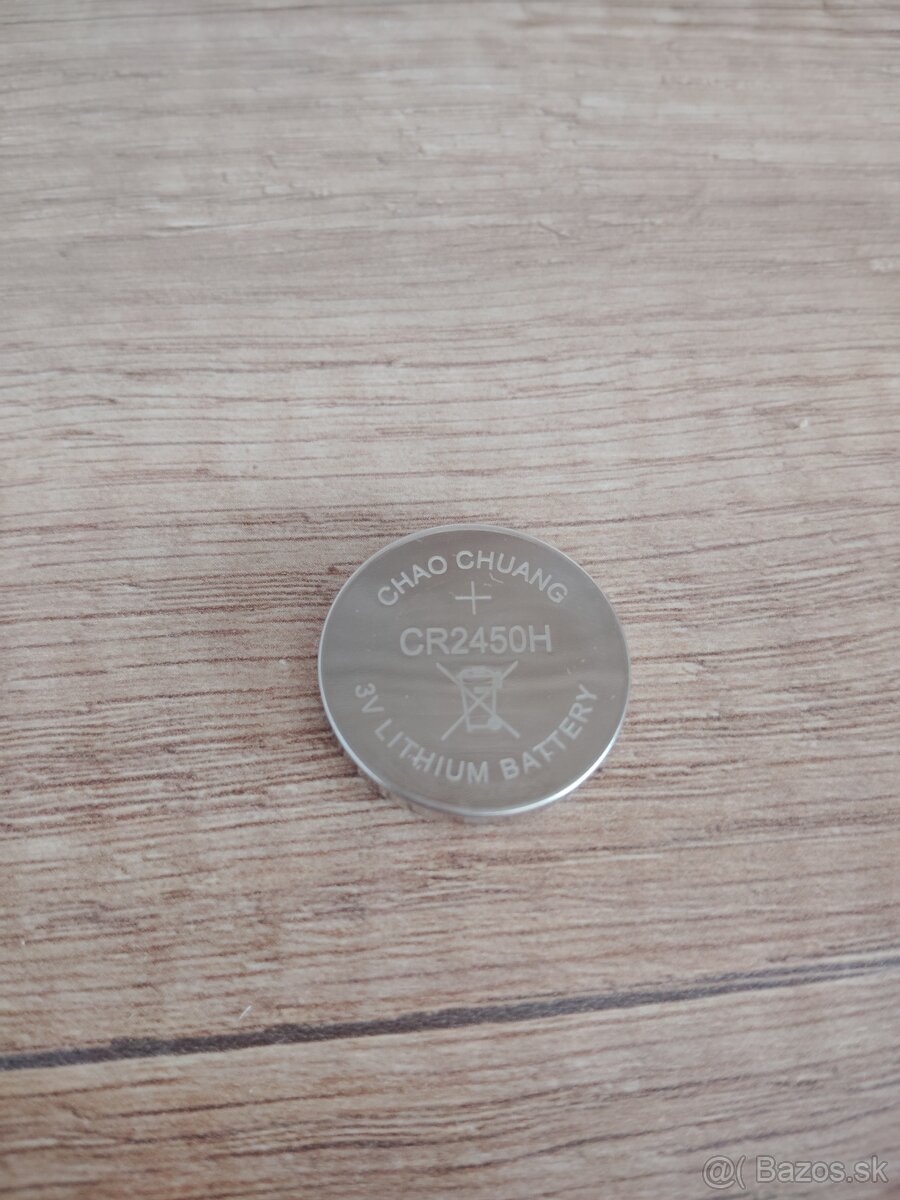 CHAO CHUANG
+
CR2450H
3V LITHIUM BATTERY
@( Bazos.sk